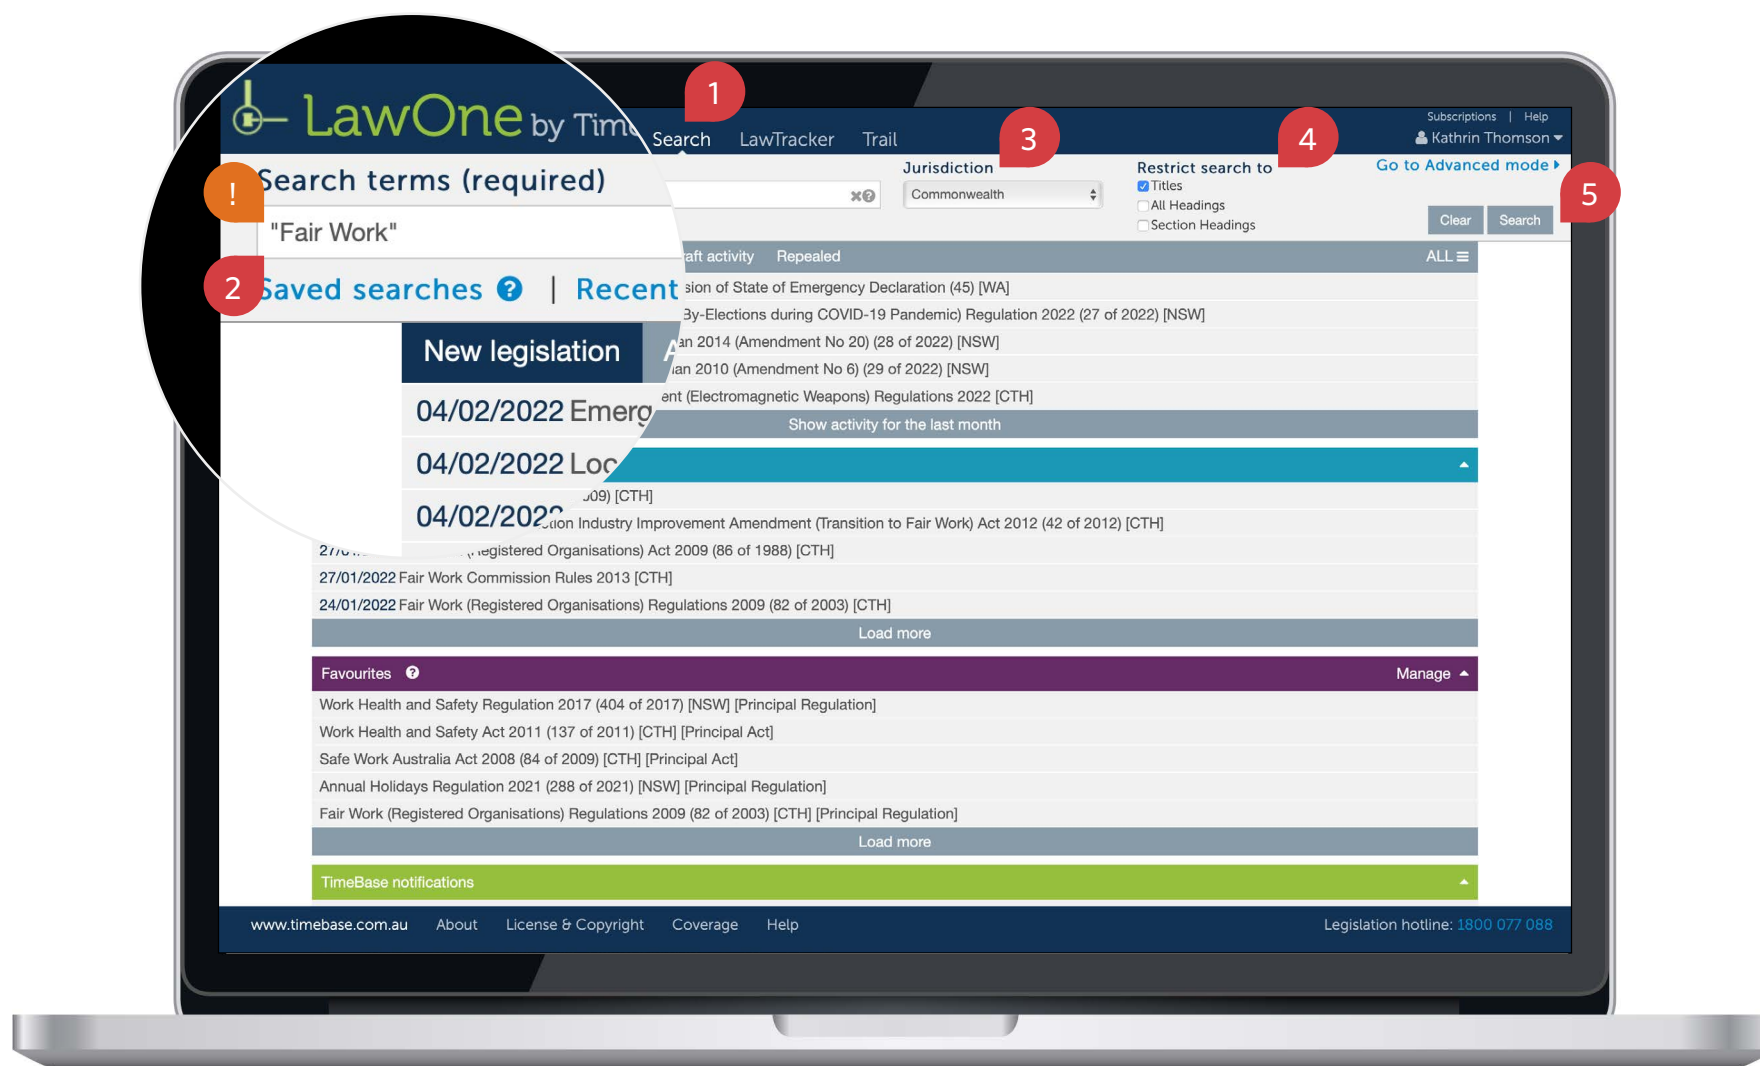 1
LawOne by Time
Search LawTracker Trail
3
4
Subscriptions | Help
Kathrin Thomson
!
Search terms (required)
Jurisdiction
Restrict search to
Go to Advanced mode
5
"Fair Work"
Commonwealth
Titles
All Headings
Section Headings
Clear Search
2
Saved searches ? | Recent
New legislation
activity Repealed ALL
of State of Emergency Declaration (45) [WA]
By-Elections during COVID-19 Pandemic) Regulation 2022 (27 of 2022) [NSW]
2014 (Amendment No 20) (28 of 2022) [NSW]
2010 (Amendment No 6) (29 of 2022) [NSW]
(Electromagnetic Weapons) Regulations 2022 [CTH]
Show activity for the last month
04/02/2022 Emerg
04/02/2022 Loc
04/02/2022
[CTH]
Industry Improvement Amendment (Transition to Fair Work) Act 2012 (42 of 2012) [CTH]
(Registered Organisations) Act 2009 (86 of 1988) [CTH]
27/01/2022 Fair Work Commission Rules 2013 [CTH]
24/01/2022 Fair Work (Registered Organisations) Regulations 2009 (82 of 2003) [CTH]
Load more
Favourites ? Manage
Work Health and Safety Regulation 2017 (404 of 2017) [NSW] [Principal Regulation]
Work Health and Safety Act 2011 (137 of 2011) [CTH] [Principal Act]
Safe Work Australia Act 2008 (84 of 2009) [CTH] [Principal Act]
Annual Holidays Regulation 2021 (288 of 2021) [NSW] [Principal Regulation]
Fair Work (Registered Organisations) Regulations 2009 (82 of 2003) [CTH] [Principal Regulation]
Load more
TimeBase notifications
www.timebase.com.au About License & Copyright Coverage Help Legislation hotline: 1800 077 088